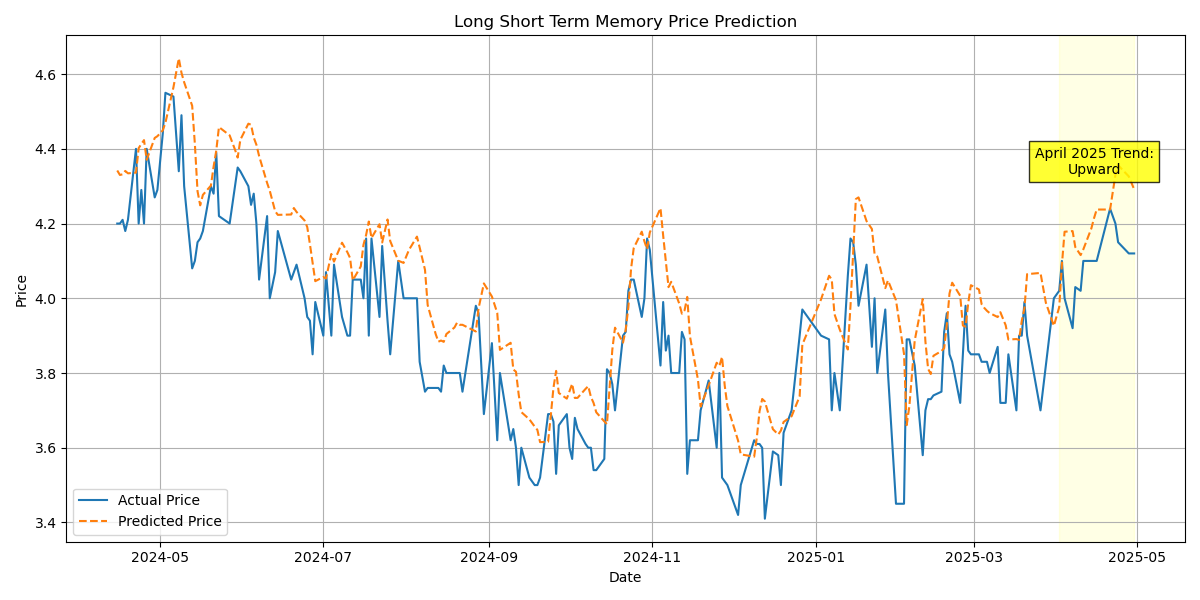 Long Short Term Memory Price Prediction
4.6
4.4
4.2
4.0
3.8
3.6
3.4
Price
April 2025 Trend:
Upward
Actual Price
Predicted Price
2024-05
2024-07
2024-09
2024-11
2025-01
2025-03
2025-05
Date